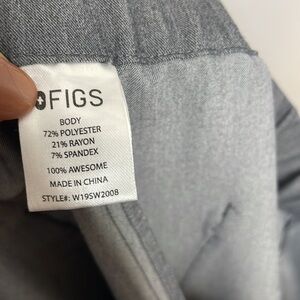 FIGS
BODY
72% POLYESTER
21% RAYON
7% SPANDEX
100% AWESOME
MADE IN CHINA
STYLE#: W19SW2008